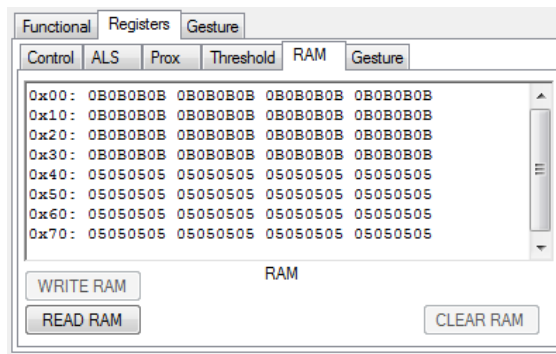 Functional Registers Gesture
Control ALS Prox Threshold RAM Gesture
0x00: 0B0B0B0B 0B0B0B0B 0B0B0B0B 0B0B0B0B
0x10: 0B0B0B0B 0B0B0B0B 0B0B0B0B 0B0B0B0B
0x20: 0B0B0B0B 0B0B0B0B 0B0B0B0B 0B0B0B0B
0x30: 0B0B0B0B 0B0B0B0B 0B0B0B0B 0B0B0B0B
0x40: 05050505 05050505 05050505 05050505
0x50: 05050505 05050505 05050505 05050505
0x60: 05050505 05050505 05050505 05050505
0x70: 05050505 05050505 05050505 05050505
RAM
WRITE RAM
READ RAM CLEAR RAM